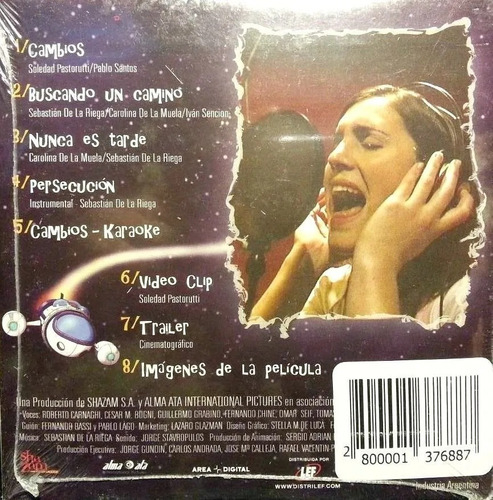 1/Cambios
Soledad Pastorutti/Pablo Santos
2/Buscando un camino
Sebastián De La Riega/Carolina De La Muela/Iván Sencion
3/Nunca es tarde
Carolina De La Muela/Sebastián De La Riega
4/Persecución
Instrumental - Sebastián De La Riega
5/Cambios - Karaoke
6/Video Clip
Soledad Pastorutti
7/Trailer
Cinematográfico
8/Imágenes de la película
Una Producción de SHAZAM S.A. y ALMA ATA INTERNATIONAL PICTURES en asociación
Voces: ROBERTO CARNAGHI, CESAR M. BOGNI, GUILLERMO GRABINO, FERNANDO CHINE, OMAR SEIF, TOMAS
Guión: FERNANDO BASSI y PABLO LAGO - Marketing: LAZARO GLAZMAN Diseño Gráfico: STELLA M. DE LUCA
Música: SEBASTIAN DE LA RIEGA Sonido: JORGE STAVROPULOS Producción de Animación: SERGIO ADRIAN
Producción Ejecutiva: JORGE GUNDIN, CARLOS ANDRADA, JOSE Mª CALLEJA, RAFAEL VALENTIN
shazam
alma ata
AREA DIGITAL
DISTRIBUIDA POR
LEF
WWW.DISTRILEF.COM
2 800001 376887
Industria Argentina